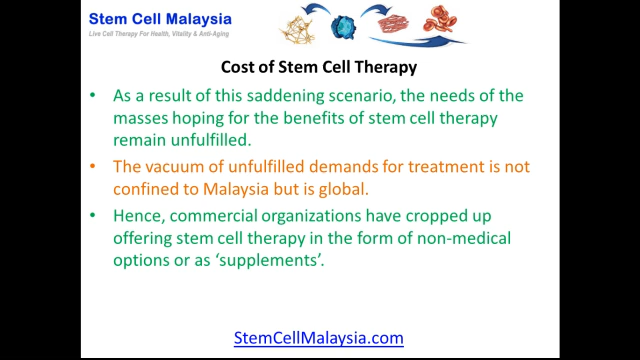 Stem Cell Malaysia
Live Cell Therapy For Health, Vitality & Anti-Aging
Cost of Stem Cell Therapy
• As a result of this saddening scenario, the needs of the
masses hoping for the benefits of stem cell therapy
remain unfulfilled.
• The vacuum of unfulfilled demands for treatment is not
confined to Malaysia but is global.
• Hence, commercial organizations have cropped up
offering stem cell therapy in the form of non-medical
options or as ‘supplements’.
StemCellMalaysia.com